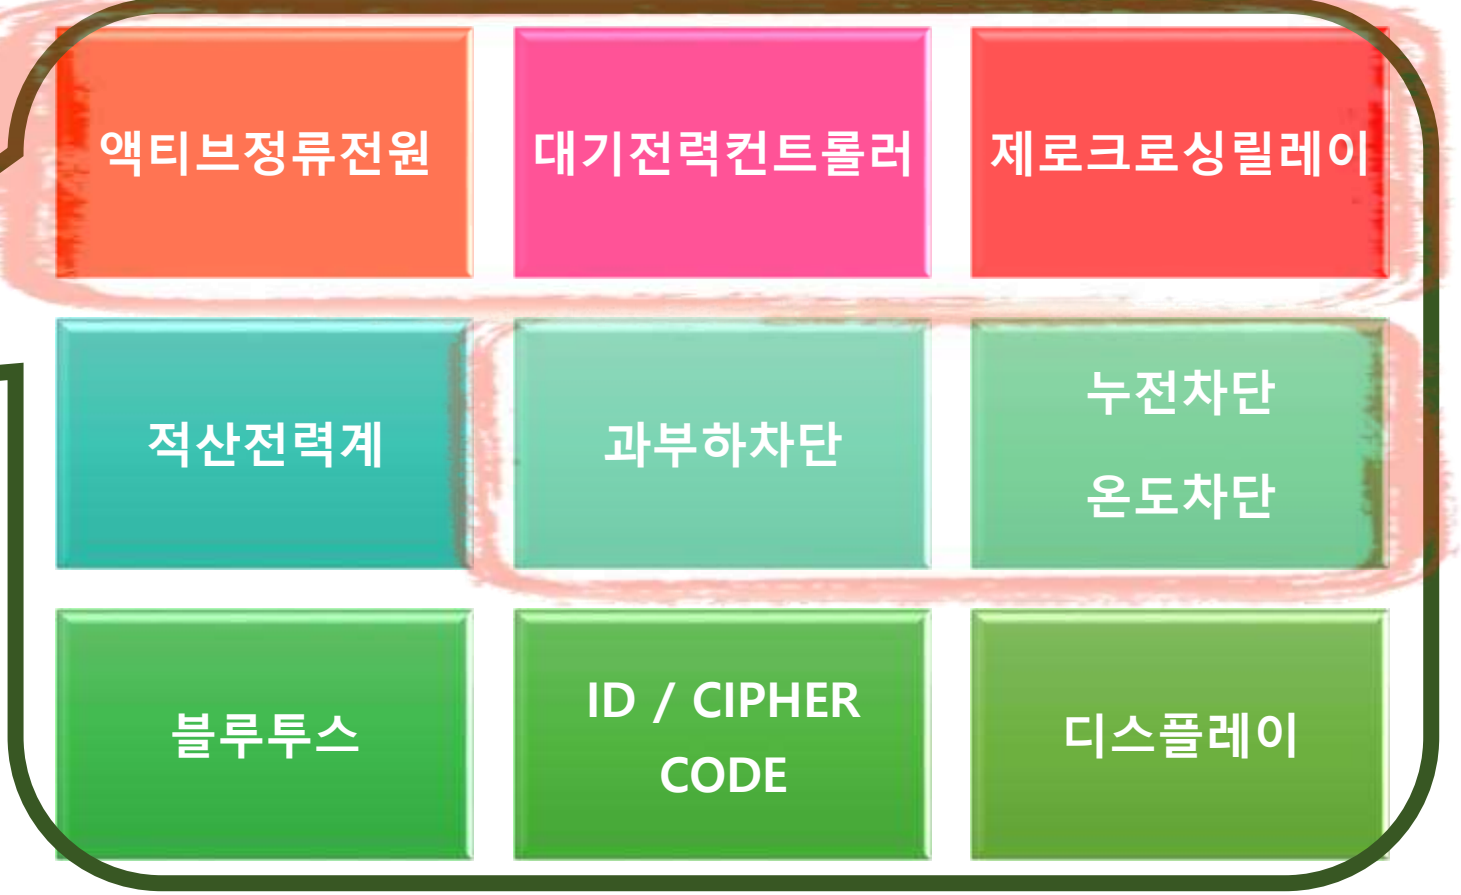 액티브정류전원
대기전력컨트롤러
제로크로싱릴레이
적산전력계
과부하차단
누전차단
온도차단
블루투스
ID / CIPHER
CODE
디스플레이